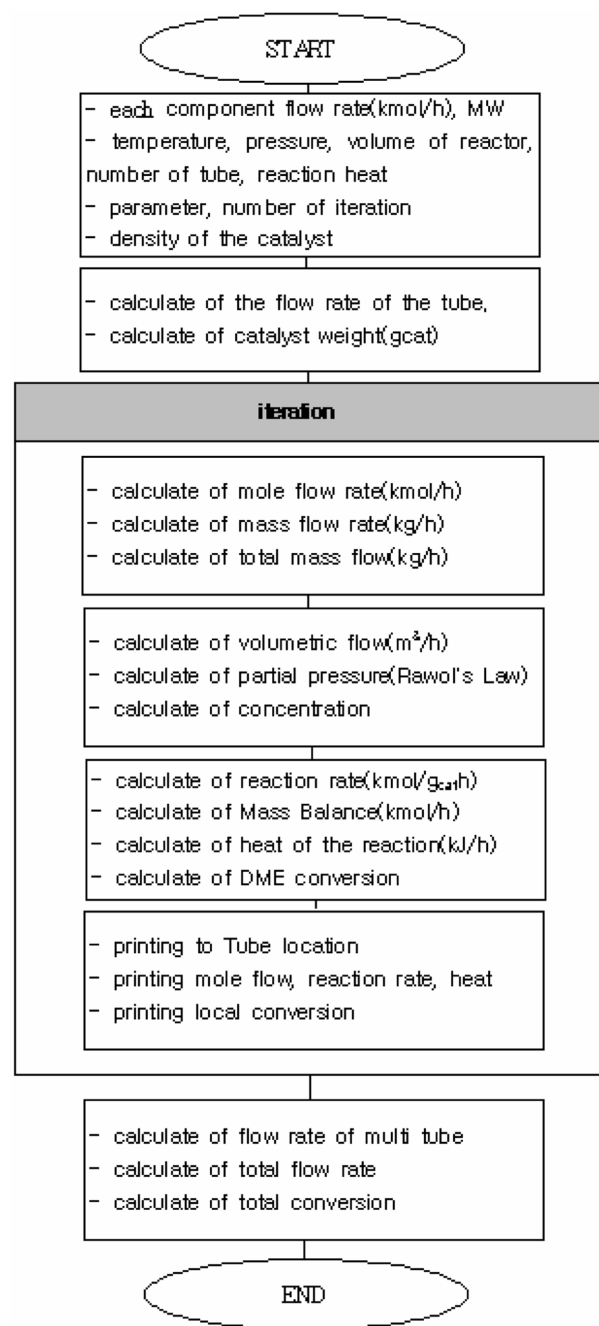 START
- each component flow rate(kmol/h), MW
- temperature, pressure, volume of reactor,
number of tube, reaction heat
- parameter, number of iteration
- density of the catalyst
- calculate of the flow rate of the tube,
- calculate of catalyst weight(gcat)
iteration
- calculate of mole flow rate(kmol/h)
- calculate of mass flow rate(kg/h)
- calculate of total mass flow(kg/h)
- calculate of volumetric flow(m³/h)
- calculate of partial pressure(Rawol's Law)
- calculate of concentration
- calculate of reaction rate(kmol/gcath)
- calculate of Mass Balance(kmol/h)
- calculate of heat of the reaction(kJ/h)
- calculate of DME conversion
- printing to Tube location
- printing mole flow, reaction rate, heat
- printing local conversion
- calculate of flow rate of multi tube
- calculate of total flow rate
- calculate of total conversion
END